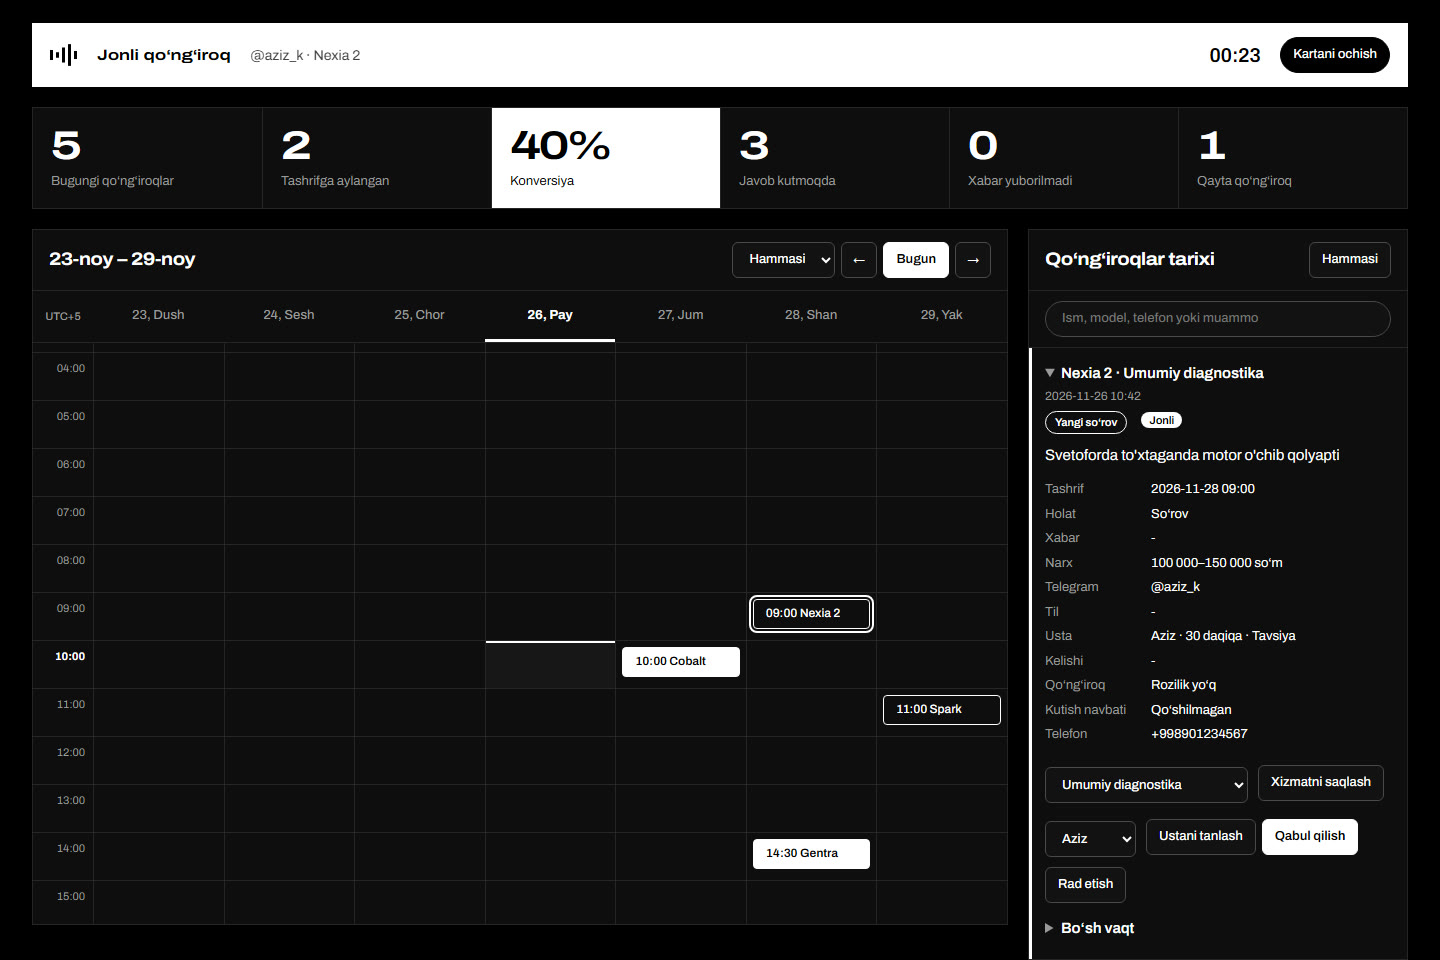 Jonli qo‘ng‘iroq @aziz_k · Nexia 2 00:23 Kartani ochish
5 2 40% 3 0 1
Bugungi qo‘ng‘iroqlar Tashrifga aylangan Konversiya Javob kutmoqda Xabar yuborilmadi Qayta qo‘ng‘iroq
23-noy – 29-noy Hammasi ← Bugun →
UTC+5 23, Dush 24, Sesh 25, Chor 26, Pay 27, Jum 28, Shan 29, Yak
04:00
05:00
06:00
07:00
08:00
09:00 09:00 Nexia 2
10:00 10:00 Cobalt
11:00 11:00 Spark
12:00
13:00
14:00 14:30 Gentra
15:00
Qo‘ng‘iroqlar tarixi Hammasi
Ism, model, telefon yoki muammo
Nexia 2 · Umumiy diagnostika
2026-11-26 10:42
Yangi so‘rov Jonli
Svetoforda to'xtaganda motor o'chib qolyapti
Tashrif 2026-11-28 09:00
Holat So‘rov
Xabar -
Narx 100 000–150 000 so‘m
Telegram @aziz_k
Til -
Usta Aziz · 30 daqiqa · Tavsiya
Kelishi -
Qo‘ng‘iroq Rozilik yo‘q
Kutish navbati Qo‘shilmagan
Telefon +998901234567
Umumiy diagnostika Xizmatni saqlash
Aziz Ustani tanlash Qabul qilish
Rad etish
Bo‘sh vaqt